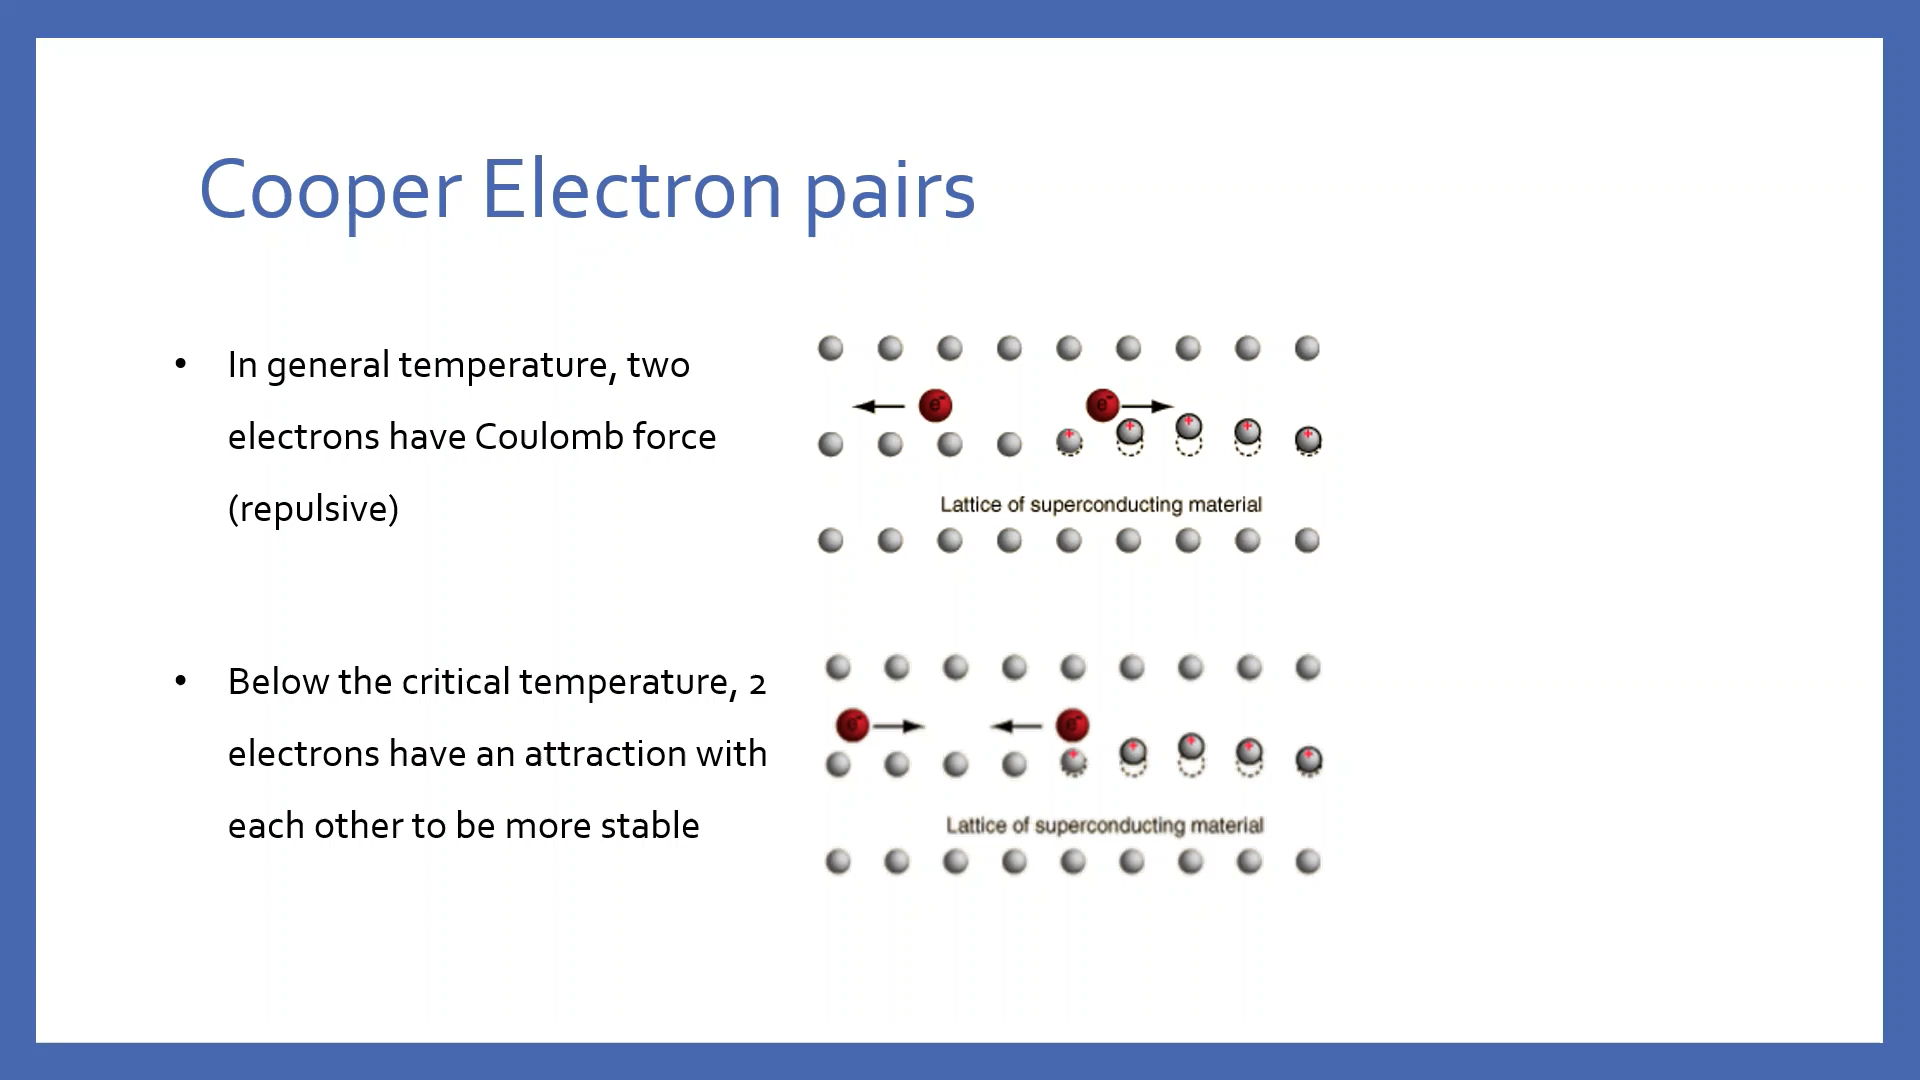 Cooper Electron pairs
• In general temperature, two
electrons have Coulomb force
(repulsive)
e-
e-
+ + + + +
Lattice of superconducting material
• Below the critical temperature, 2
electrons have an attraction with
each other to be more stable
e-
e-
+ + + + +
Lattice of superconducting material